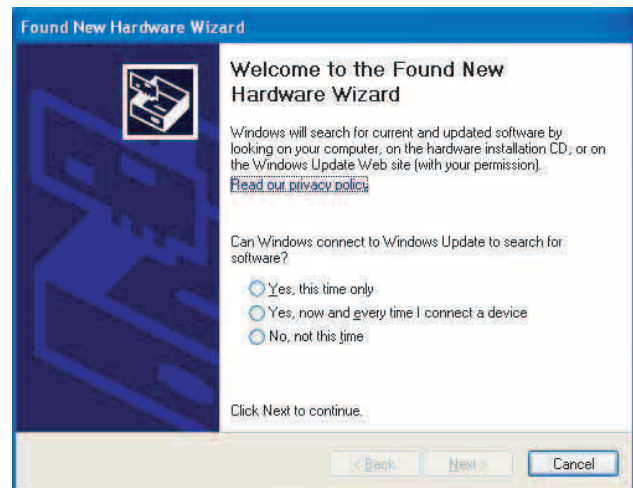 Found New Hardware Wizard
Welcome to the Found New
Hardware Wizard
Windows will search for current and updated software by
looking on your computer, on the hardware installation CD, or on
the Windows Update Web site (with your permission).
Read our privacy policy
Can Windows connect to Windows Update to search for
software?
Yes, this time only
Yes, now and every time I connect a device
No, not this time
Click Next to continue.
< Back Next > Cancel